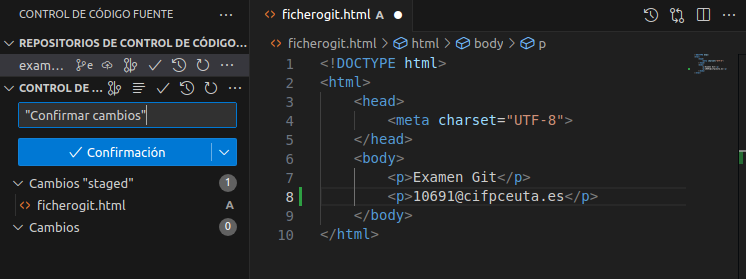 CONTROL DE CÓDIGO FUENTE
REPOSITORIOS DE CONTROL DE CÓDIGO...
exam... e
CONTROL DE ...
"Confirmar cambios"
Confirmación
Cambios "staged" 1
ficherogit.html A
Cambios 0
ficherogit.html A
ficherogit.html > html > body > p
1 <!DOCTYPE html>
2 <html>
3 <head>
4 <meta charset="UTF-8">
5 </head>
6 <body>
7 <p>Examen Git</p>
8 <p>10691@cifpceuta.es</p>
9 </body>
10 </html>